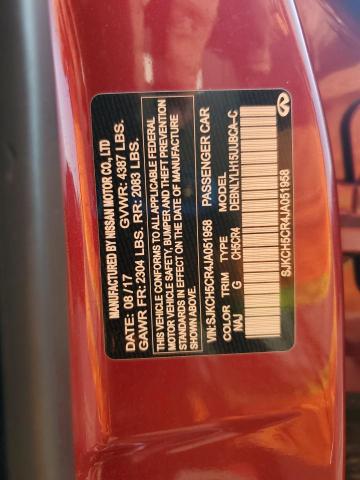 MANUFACTURED BY NISSAN MOTOR CO., LTD
DATE: 08/17 GVWR: 4387 LBS.
GAWR FR: 2304 LBS. RR: 2083 LBS.
THIS VEHICLE CONFORMS TO ALL APPLICABLE FEDERAL
MOTOR VEHICLE SAFETY, BUMPER AND THEFT PREVENTION
STANDARDS IN EFFECT ON THE DATE OF MANUFACTURE
SHOWN ABOVE.
VIN: SJKCH5CR4JA051958 PASSENGER CAR
COLOR TRIM TYPE MODEL
NAJ G CH5CR4 DEBNLVLH15UU8CA-C
SJKCH5CR4JA051958